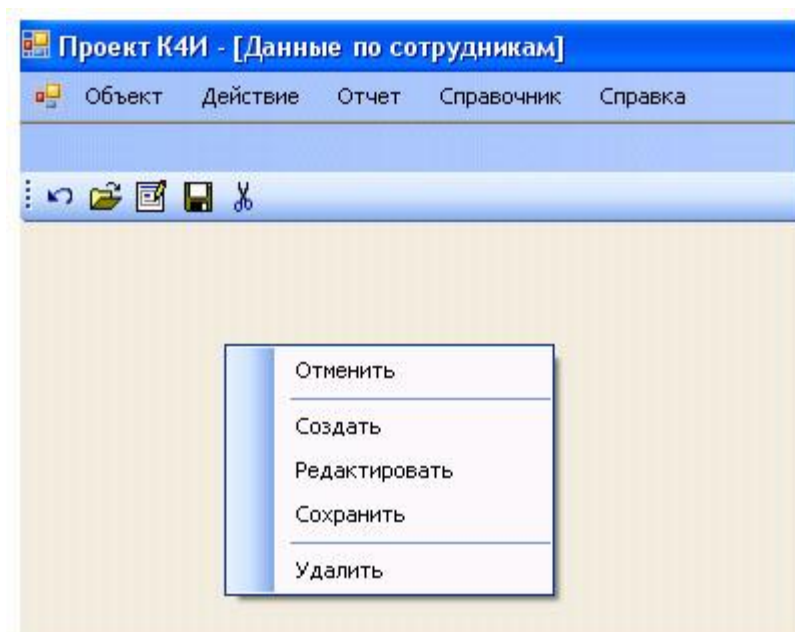 Проект К4И - [Данные по сотрудникам]
Объект Действие Отчет Справочник Справка
Отменить
Создать
Редактировать
Сохранить
Удалить